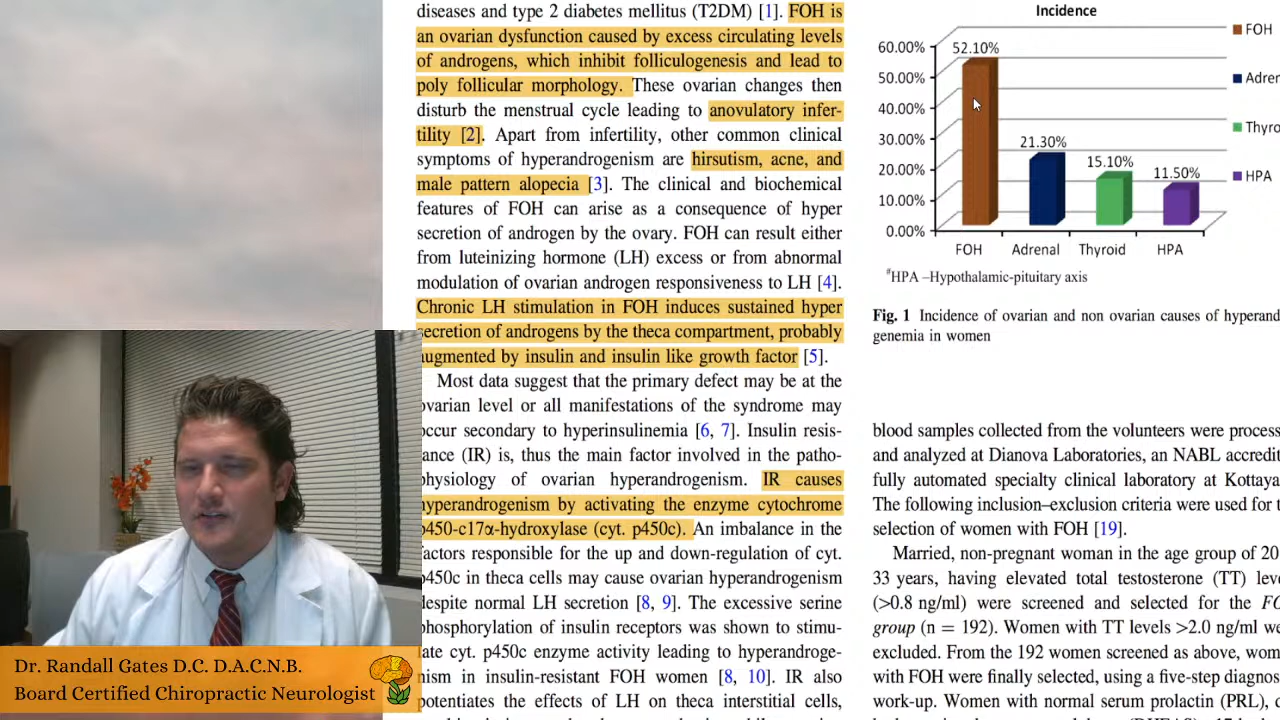 diseases and type 2 diabetes mellitus (T2DM) [1]. FOH is
an ovarian dysfunction caused by excess circulating levels
of androgens, which inhibit folliculogenesis and lead to
poly follicular morphology. These ovarian changes then
disturb the menstrual cycle leading to anovulatory infer-
tility [2]. Apart from infertility, other common clinical
symptoms of hyperandrogenism are hirsutism, acne, and
male pattern alopecia [3]. The clinical and biochemical
features of FOH can arise as a consequence of hyper
secretion of androgen by the ovary. FOH can result either
from luteinizing hormone (LH) excess or from abnormal
modulation of ovarian androgen responsiveness to LH [4].
Chronic LH stimulation in FOH induces sustained hyper
secretion of androgens by the theca compartment, probably
augmented by insulin and insulin like growth factor [5].
Most data suggest that the primary defect may be at the
ovarian level or all manifestations of the syndrome may
occur secondary to hyperinsulinemia [6, 7]. Insulin resis-
tance (IR) is, thus the main factor involved in the patho-
physiology of ovarian hyperandrogenism. IR causes
hyperandrogenism by activating the enzyme cytochrome
p450-c17α-hydroxylase (cyt. p450c). An imbalance in the
factors responsible for the up and down-regulation of cyt.
p450c in theca cells may cause ovarian hyperandrogenism
despite normal LH secretion [8, 9]. The excessive serine
phosphorylation of insulin receptors was shown to stimu-
late cyt. p450c enzyme activity leading to hyperandroge-
nism in insulin-resistant FOH women [8, 10]. IR also
potentiates the effects of LH on theca interstitial cells,
Incidence
60.00%
50.00%
40.00%
30.00%
20.00%
10.00%
0.00%
52.10%
21.30%
15.10%
11.50%
FOH
Adrenal
Thyroid
HPA
FOH
Adren
Thyro
HPA
#HPA –Hypothalamic-pituitary axis
Fig. 1 Incidence of ovarian and non ovarian causes of hyperand
genemia in women
blood samples collected from the volunteers were process
and analyzed at Dianova Laboratories, an NABL accredit
fully automated specialty clinical laboratory at Kottaya
The following inclusion–exclusion criteria were used for t
selection of women with FOH [19].
Married, non-pregnant woman in the age group of 20
33 years, having elevated total testosterone (TT) leve
(>0.8 ng/ml) were screened and selected for the FO
group (n = 192). Women with TT levels >2.0 ng/ml we
excluded. From the 192 women screened as above, wom
with FOH were finally selected, using a five-step diagnos
work-up. Women with normal serum prolactin (PRL), d
Dr. Randall Gates D.C. D.A.C.N.B.
Board Certified Chiropractic Neurologist